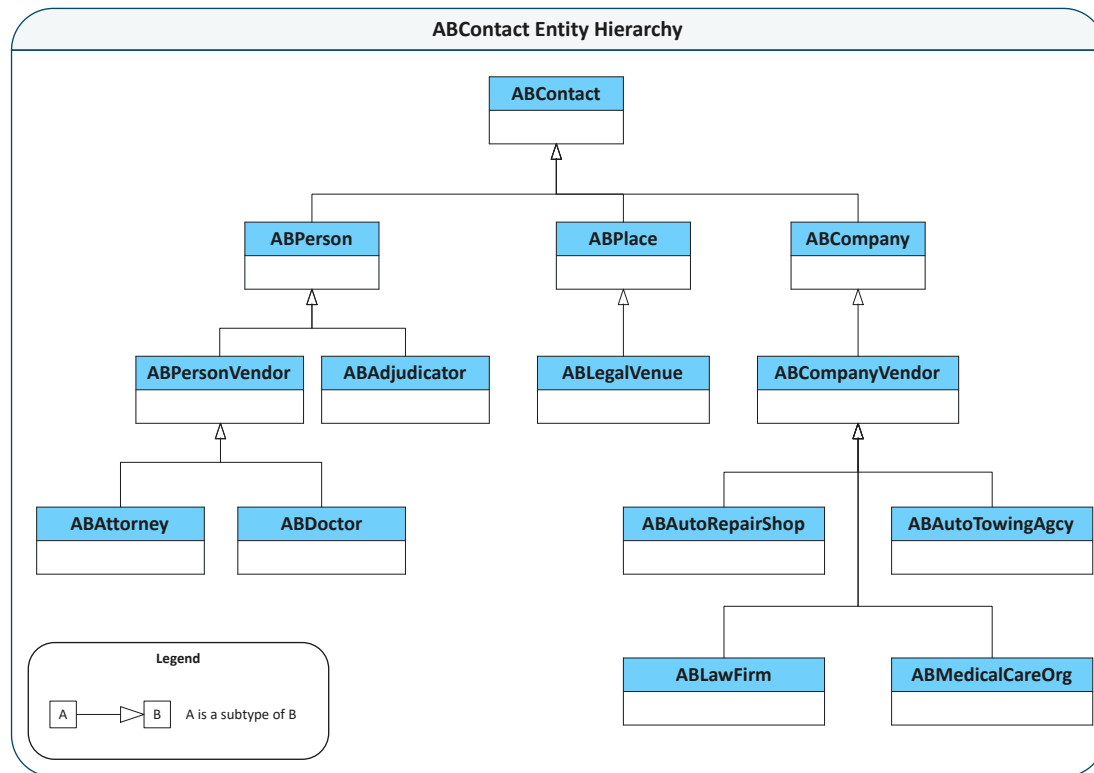 ABContact Entity Hierarchy
ABContact
ABPerson
ABPlace
ABCompany
ABPersonVendor
ABAdjudicator
ABLegalVenue
ABCompanyVendor
ABAttorney
ABDoctor
ABAutoRepairShop
ABAutoTowingAgcy
ABLawFirm
ABMedicalCareOrg
Legend
A
B
A is a subtype of B